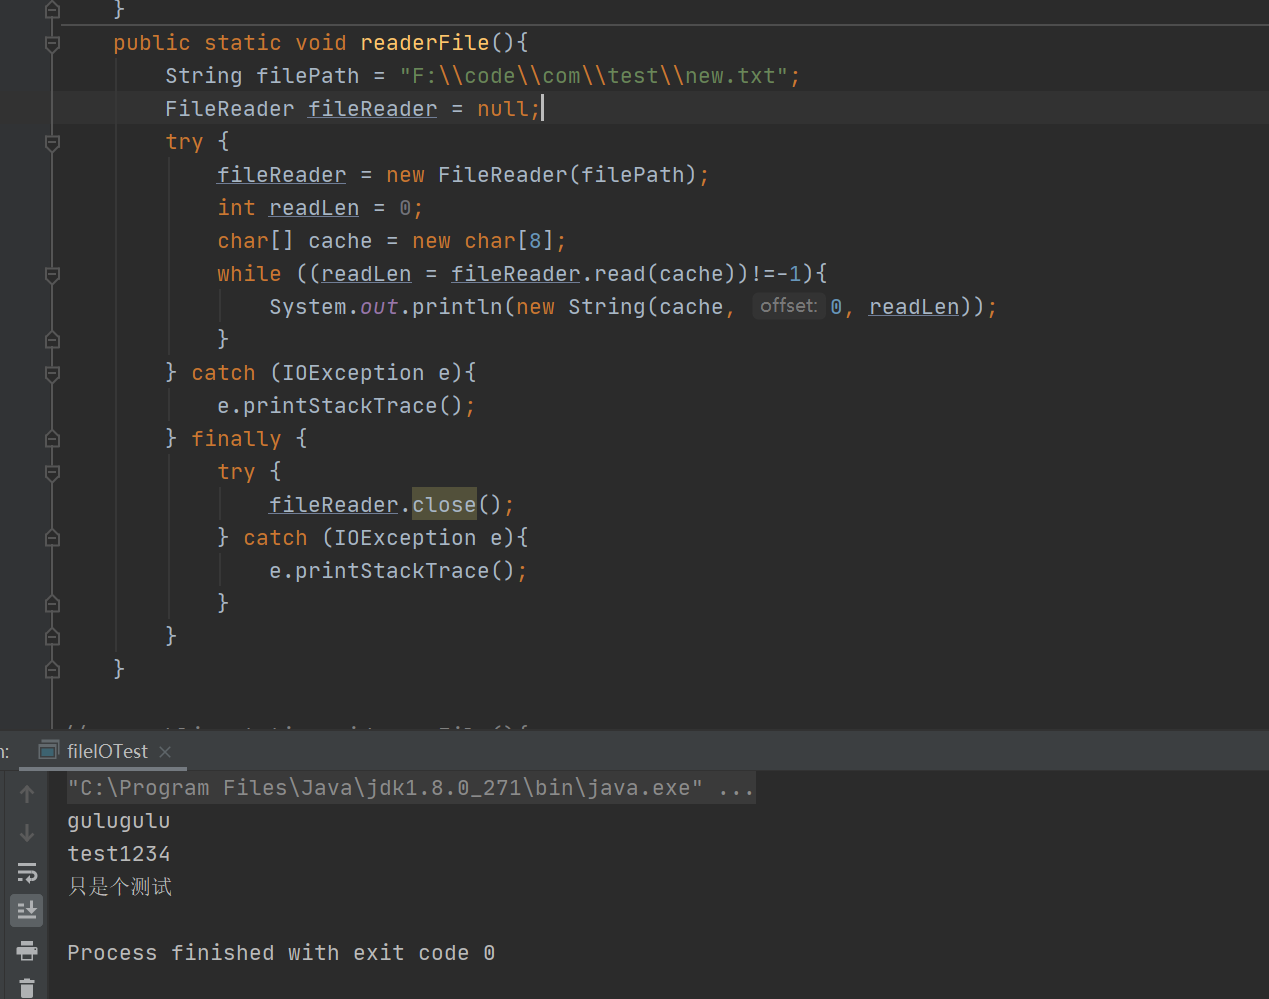 }
public static void readerFile(){
String filePath = "F:\\code\\com\\test\\new.txt";
FileReader fileReader = null;
try {
fileReader = new FileReader(filePath);
int readLen = 0;
char[] cache = new char[8];
while ((readLen = fileReader.read(cache))!=-1){
System.out.println(new String(cache, offset: 0, readLen));
}
} catch (IOException e){
e.printStackTrace();
} finally {
try {
fileReader.close();
} catch (IOException e){
e.printStackTrace();
}
}
}
fileIOTest
"C:\Program Files\Java\jdk1.8.0_271\bin\java.exe" ...
gulugulu
test1234
只是个测试
Process finished with exit code 0